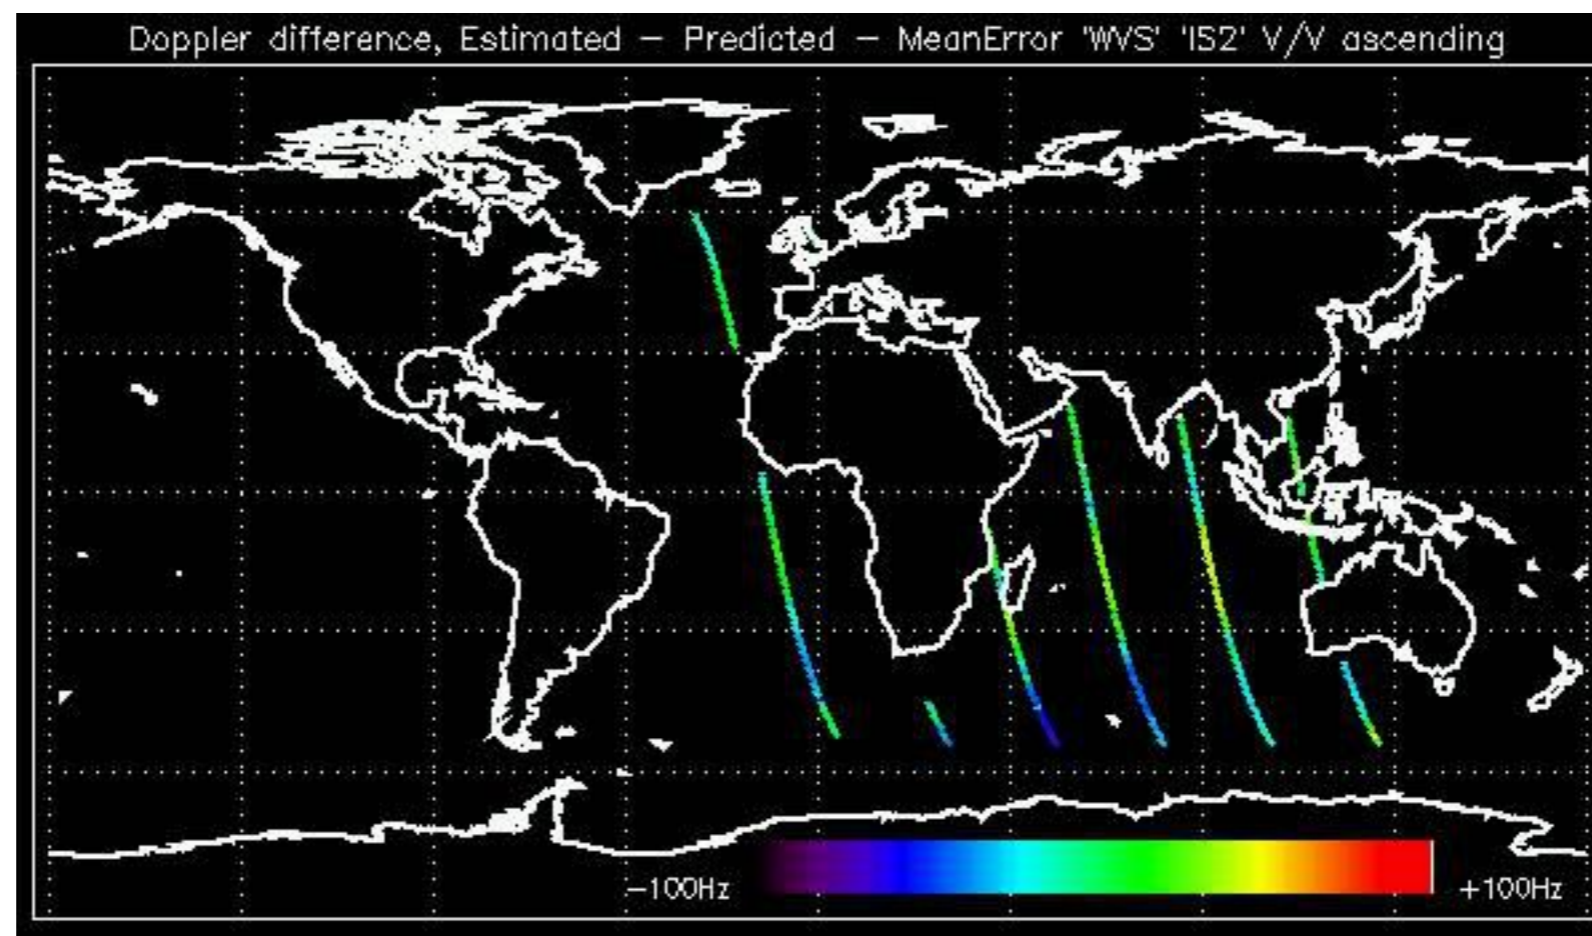 Doppler difference, Estimated – Predicted – MeanError 'WVS' 'IS2' V/V ascending
–100Hz +100Hz